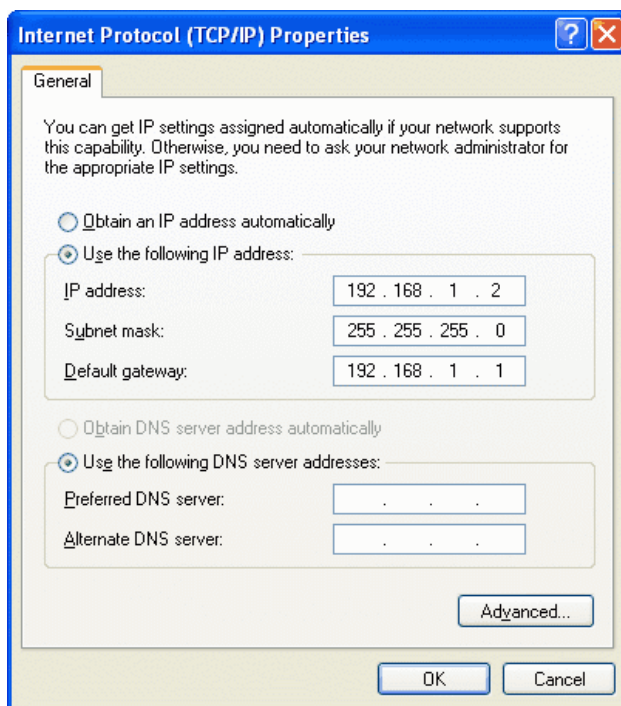 Internet Protocol (TCP/IP) Properties
General
You can get IP settings assigned automatically if your network supports
this capability. Otherwise, you need to ask your network administrator for
the appropriate IP settings.
Obtain an IP address automatically
Use the following IP address:
IP address: 192 . 168 . 1 . 2
Subnet mask: 255 . 255 . 255 . 0
Default gateway: 192 . 168 . 1 . 1
Obtain DNS server address automatically
Use the following DNS server addresses:
Preferred DNS server: . . .
Alternate DNS server: . . .
Advanced...
OK Cancel